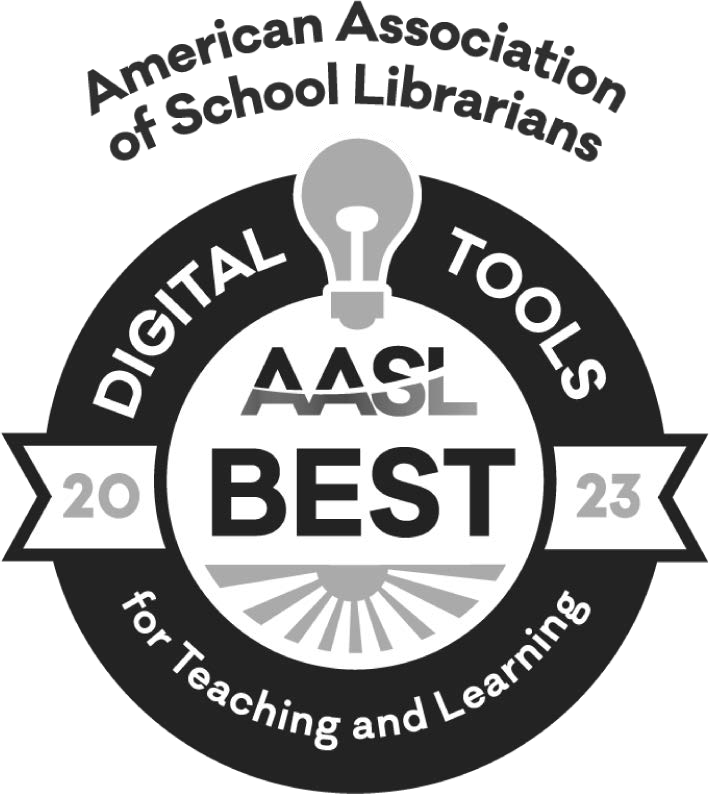 American Association
of School Librarians
DIGITAL TOOLS
AASL
BEST
20 23
for Teaching and Learning